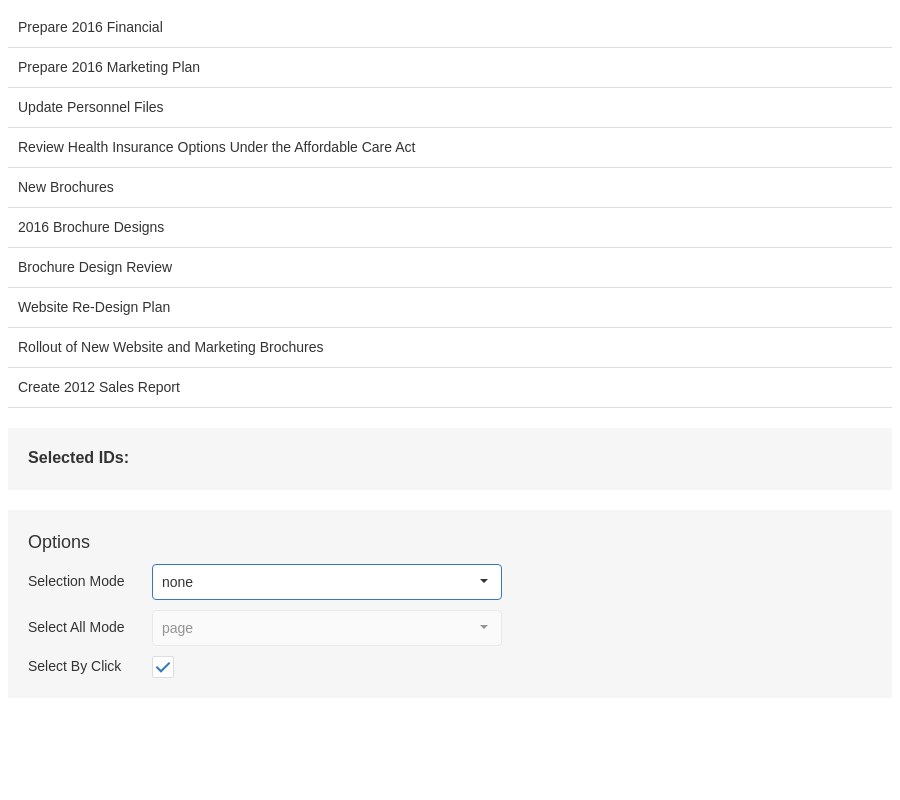 Prepare 2016 Financial
Prepare 2016 Marketing Plan
Update Personnel Files
Review Health Insurance Options Under the Affordable Care Act
New Brochures
2016 Brochure Designs
Brochure Design Review
Website Re-Design Plan
Rollout of New Website and Marketing Brochures
Create 2012 Sales Report
Selected IDs:
Options
Selection Mode none
Select All Mode page
Select By Click